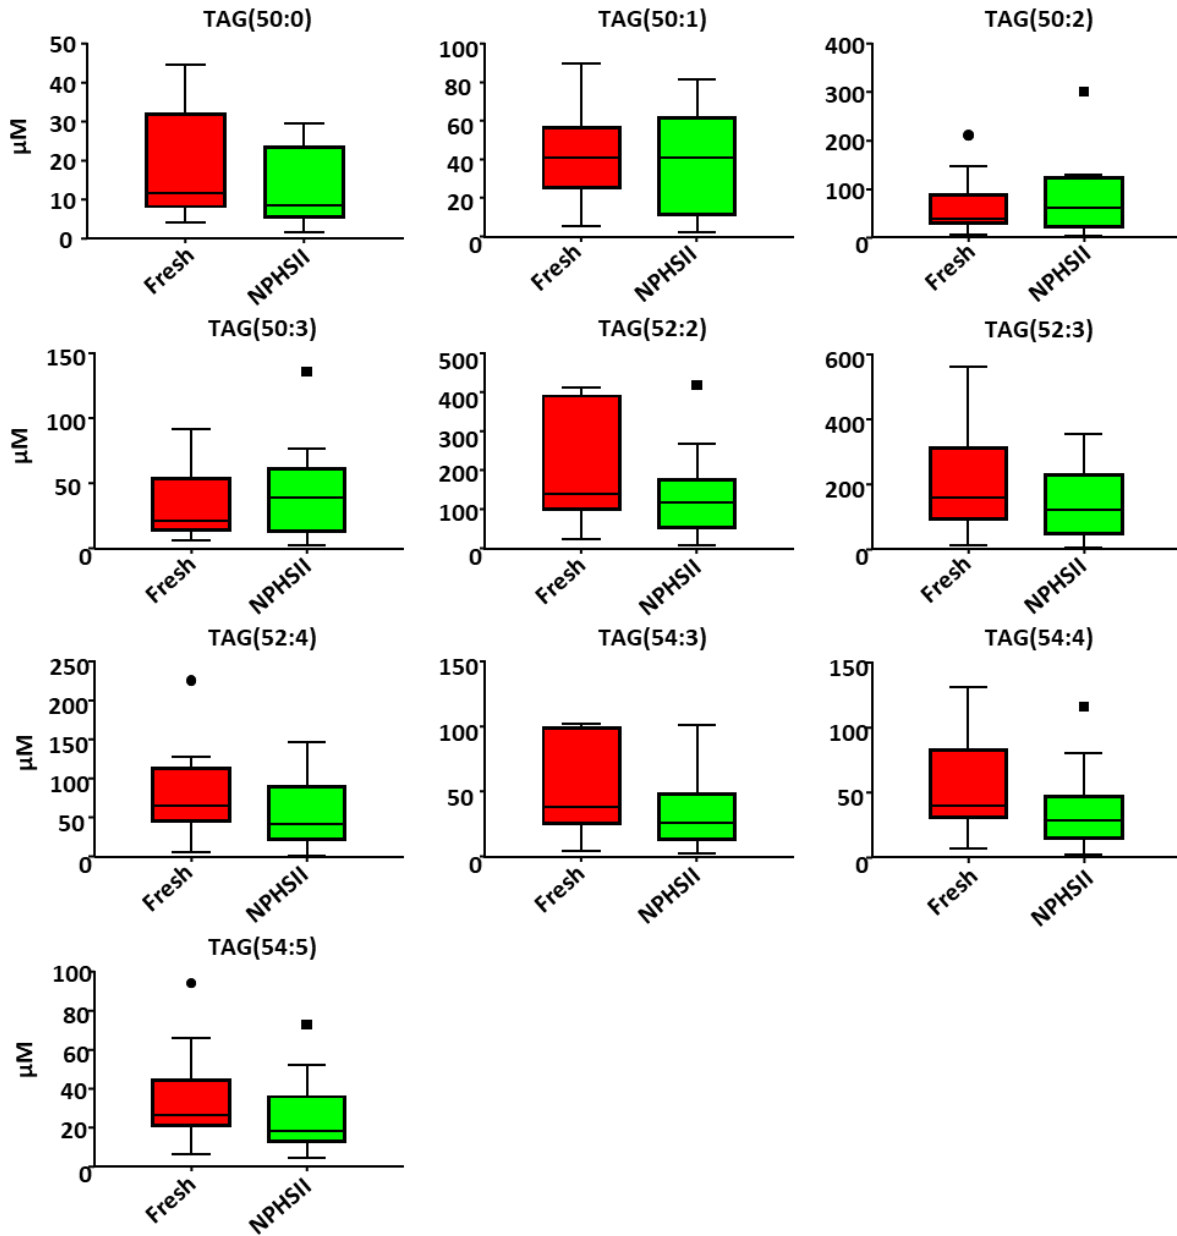 TAG(50:0)
50
40
30
20
10
0
µM
Fresh
NPHSII
TAG(50:1)
100
80
60
40
20
0
Fresh
NPHSII
TAG(50:2)
400
300
200
100
0
Fresh
NPHSII
TAG(50:3)
150
100
50
0
µM
Fresh
NPHSII
TAG(52:2)
500
400
300
200
100
0
Fresh
NPHSII
TAG(52:3)
600
400
200
0
Fresh
NPHSII
TAG(52:4)
250
200
150
100
50
0
µM
Fresh
NPHSII
TAG(54:3)
150
100
50
0
Fresh
NPHSII
TAG(54:4)
150
100
50
0
Fresh
NPHSII
TAG(54:5)
100
80
60
40
20
0
µM
Fresh
NPHSII